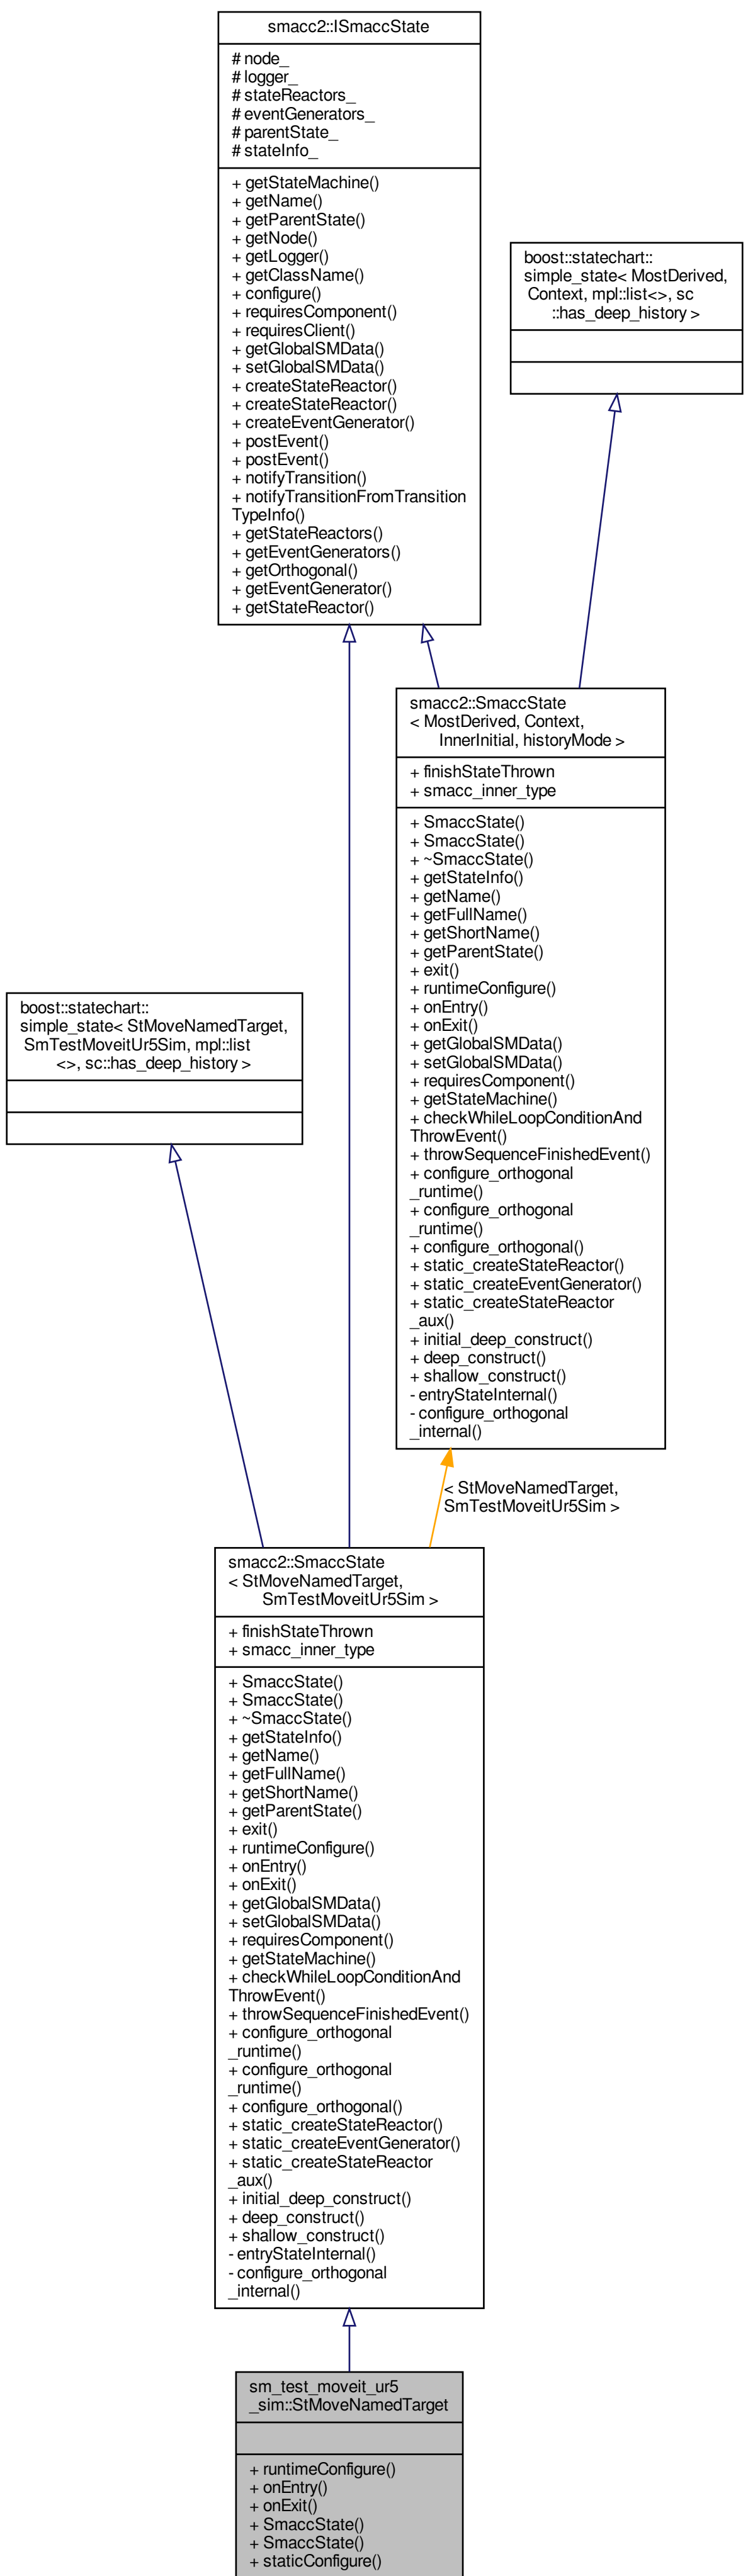 smacc2::ISmaccState
# node_
# logger_
# stateReactors_
# eventGenerators_
# parentState_
# stateInfo_
+ getStateMachine()
+ getName()
+ getParentState()
+ getNode()
+ getLogger()
+ getClassName()
+ configure()
+ requiresComponent()
+ requiresClient()
+ getGlobalSMData()
+ setGlobalSMData()
+ createStateReactor()
+ createStateReactor()
+ createEventGenerator()
+ postEvent()
+ postEvent()
+ notifyTransition()
+ notifyTransitionFromTransition
TypeInfo()
+ getStateReactors()
+ getEventGenerators()
+ getOrthogonal()
+ getEventGenerator()
+ getStateReactor()
boost::statechart::
simple_state< MostDerived,
Context, mpl::list<>, sc
::has_deep_history >
smacc2::SmaccState
< MostDerived, Context,
InnerInitial, historyMode >
+ finishStateThrown
+ smacc_inner_type
+ SmaccState()
+ SmaccState()
+ ~SmaccState()
+ getStateInfo()
+ getName()
+ getFullName()
+ getShortName()
+ getParentState()
+ exit()
+ runtimeConfigure()
+ onEntry()
+ onExit()
+ getGlobalSMData()
+ setGlobalSMData()
+ requiresComponent()
+ getStateMachine()
+ checkWhileLoopConditionAnd
ThrowEvent()
+ throwSequenceFinishedEvent()
+ configure_orthogonal
_runtime()
+ configure_orthogonal
_runtime()
+ configure_orthogonal()
+ static_createStateReactor()
+ static_createEventGenerator()
+ static_createStateReactor
_aux()
+ initial_deep_construct()
+ deep_construct()
+ shallow_construct()
- entryStateInternal()
- configure_orthogonal
_internal()
boost::statechart::
simple_state< StMoveNamedTarget,
SmTestMoveitUr5Sim, mpl::list
<>, sc::has_deep_history >
< StMoveNamedTarget,
SmTestMoveitUr5Sim >
smacc2::SmaccState
< StMoveNamedTarget,
SmTestMoveitUr5Sim >
+ finishStateThrown
+ smacc_inner_type
+ SmaccState()
+ SmaccState()
+ ~SmaccState()
+ getStateInfo()
+ getName()
+ getFullName()
+ getShortName()
+ getParentState()
+ exit()
+ runtimeConfigure()
+ onEntry()
+ onExit()
+ getGlobalSMData()
+ setGlobalSMData()
+ requiresComponent()
+ getStateMachine()
+ checkWhileLoopConditionAnd
ThrowEvent()
+ throwSequenceFinishedEvent()
+ configure_orthogonal
_runtime()
+ configure_orthogonal
_runtime()
+ configure_orthogonal()
+ static_createStateReactor()
+ static_createEventGenerator()
+ static_createStateReactor
_aux()
+ initial_deep_construct()
+ deep_construct()
+ shallow_construct()
- entryStateInternal()
- configure_orthogonal
_internal()
sm_test_moveit_ur5
_sim::StMoveNamedTarget
+ runtimeConfigure()
+ onEntry()
+ onExit()
+ SmaccState()
+ SmaccState()
+ staticConfigure()